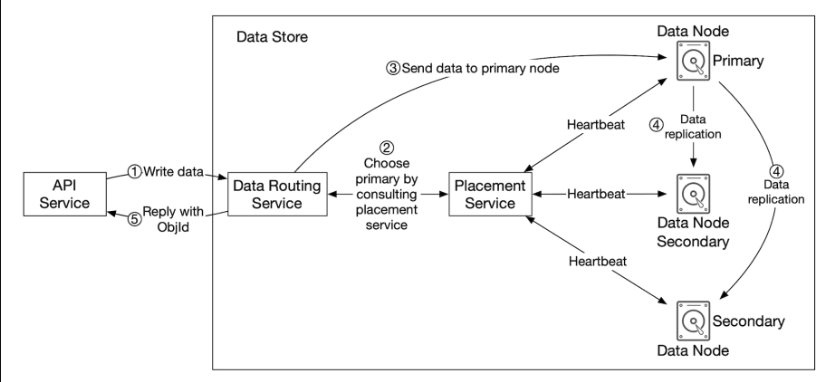 Data Store
Data Node
Primary
③Send data to primary node
Heartbeat
④ Data
replication
②
Choose
primary by
consulting
placement
service
①Write data
API
Service
Data Routing
Service
Placement
Service
Heartbeat
④
Data
replication
⑤Reply with
ObjId
Data Node
Secondary
Heartbeat
Secondary
Data Node